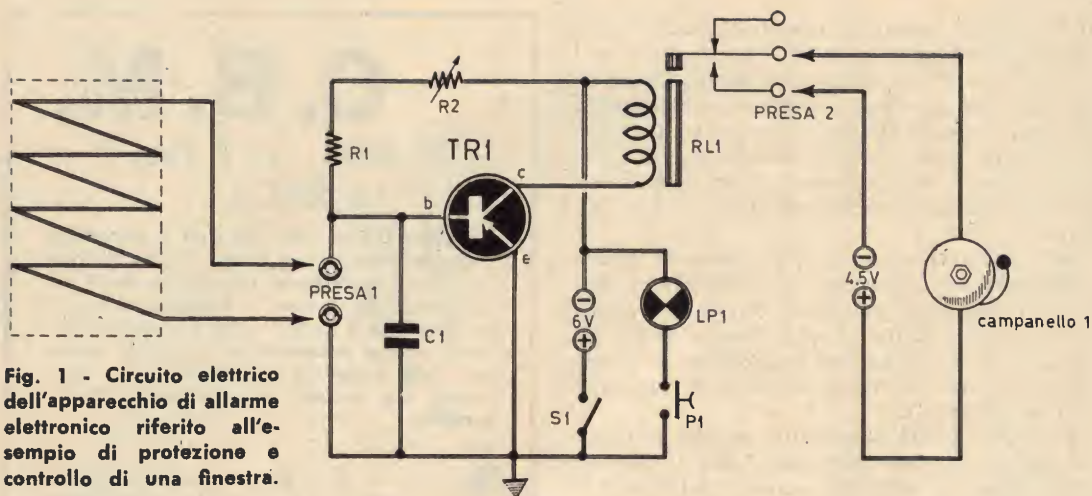 R2
R1
TR1
c
b
e
PRESA 1
C1
RL1
PRESA 2
− 6V +
LP1
S1
P1
− 4.5V +
campanello 1
Fig. 1 - Circuito elettrico
dell'apparecchio di allarme
elettronico riferito all'e-
sempio di protezione e
controllo di una finestra.